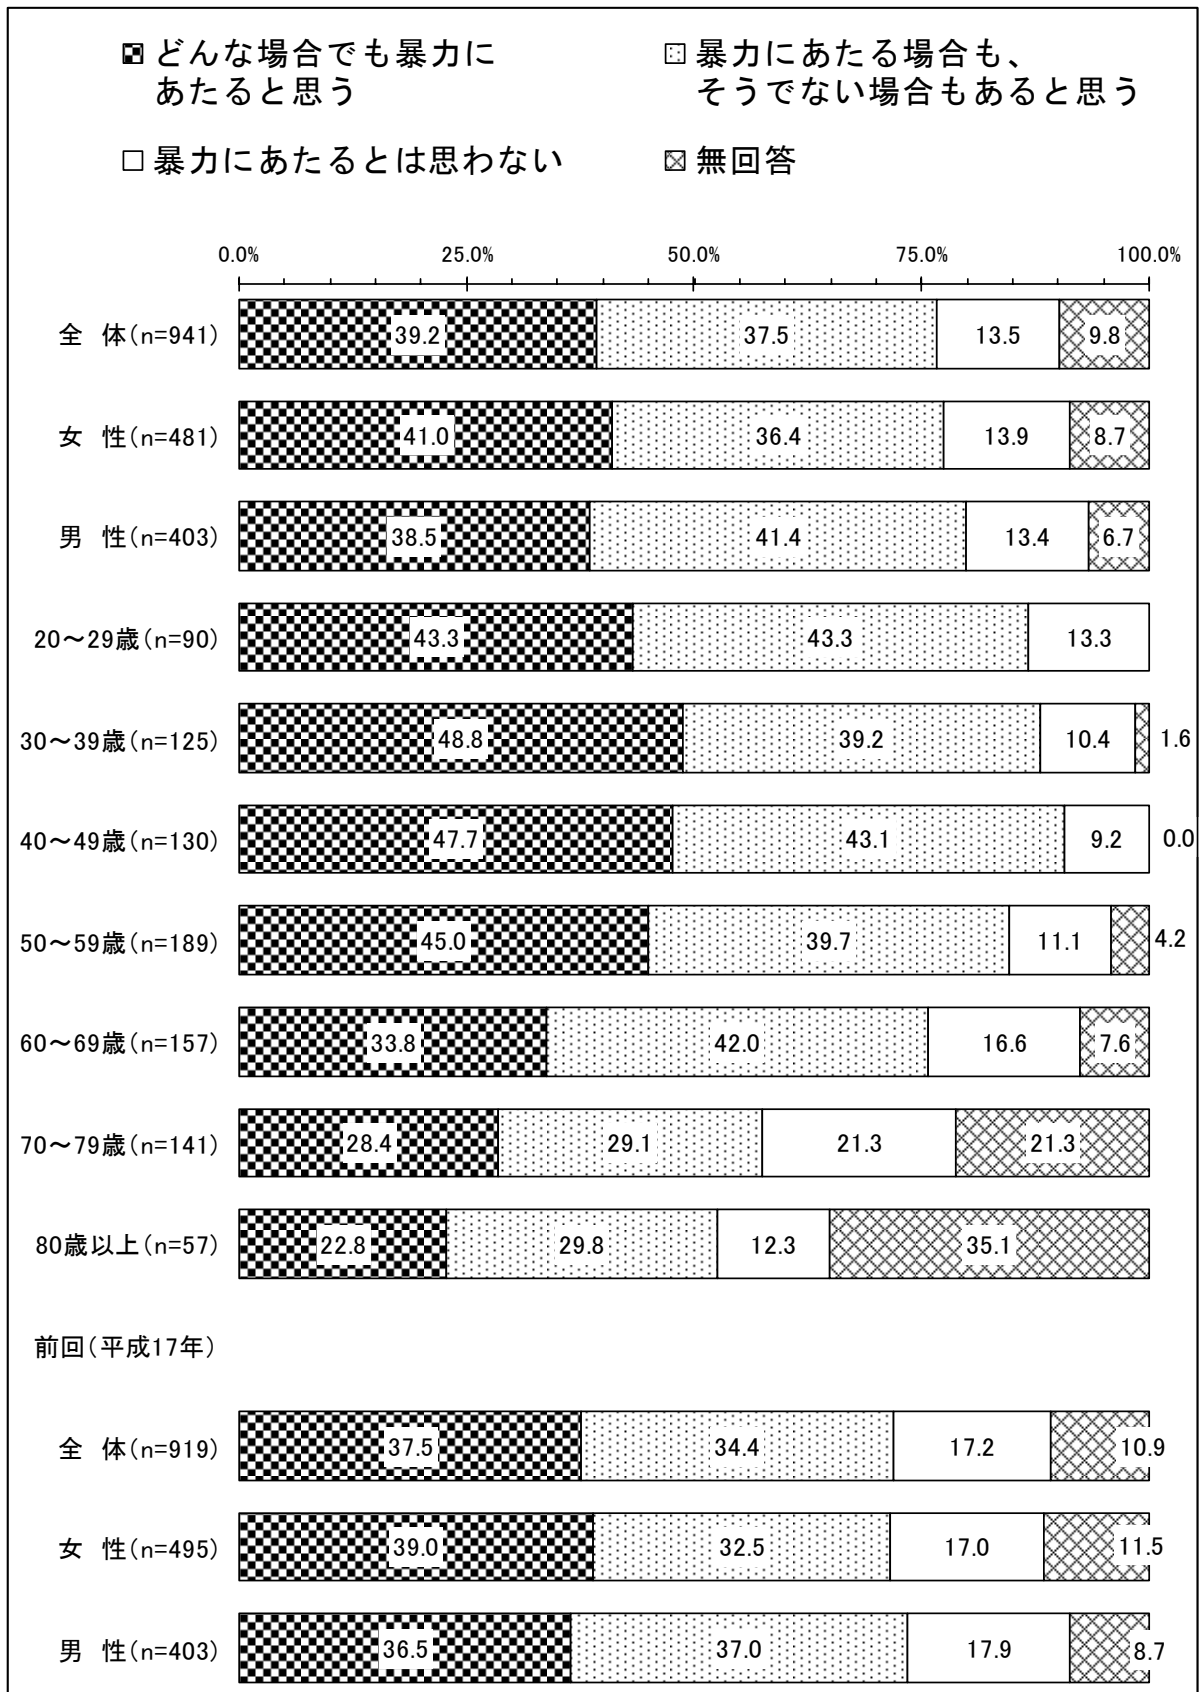 どんな場合でも暴力に
あたると思う
暴力にあたる場合も、
そうでない場合もあると思う
暴力にあたるとは思わない
無回答
0.0% 25.0% 50.0% 75.0% 100.0%
全 体(n=941) 39.2 37.5 13.5 9.8
女 性(n=481) 41.0 36.4 13.9 8.7
男 性(n=403) 38.5 41.4 13.4 6.7
20～29歳(n=90) 43.3 43.3 13.3
30～39歳(n=125) 48.8 39.2 10.4 1.6
40～49歳(n=130) 47.7 43.1 9.2 0.0
50～59歳(n=189) 45.0 39.7 11.1 4.2
60～69歳(n=157) 33.8 42.0 16.6 7.6
70～79歳(n=141) 28.4 29.1 21.3 21.3
80歳以上(n=57) 22.8 29.8 12.3 35.1
前回(平成17年)
全 体(n=919) 37.5 34.4 17.2 10.9
女 性(n=495) 39.0 32.5 17.0 11.5
男 性(n=403) 36.5 37.0 17.9 8.7